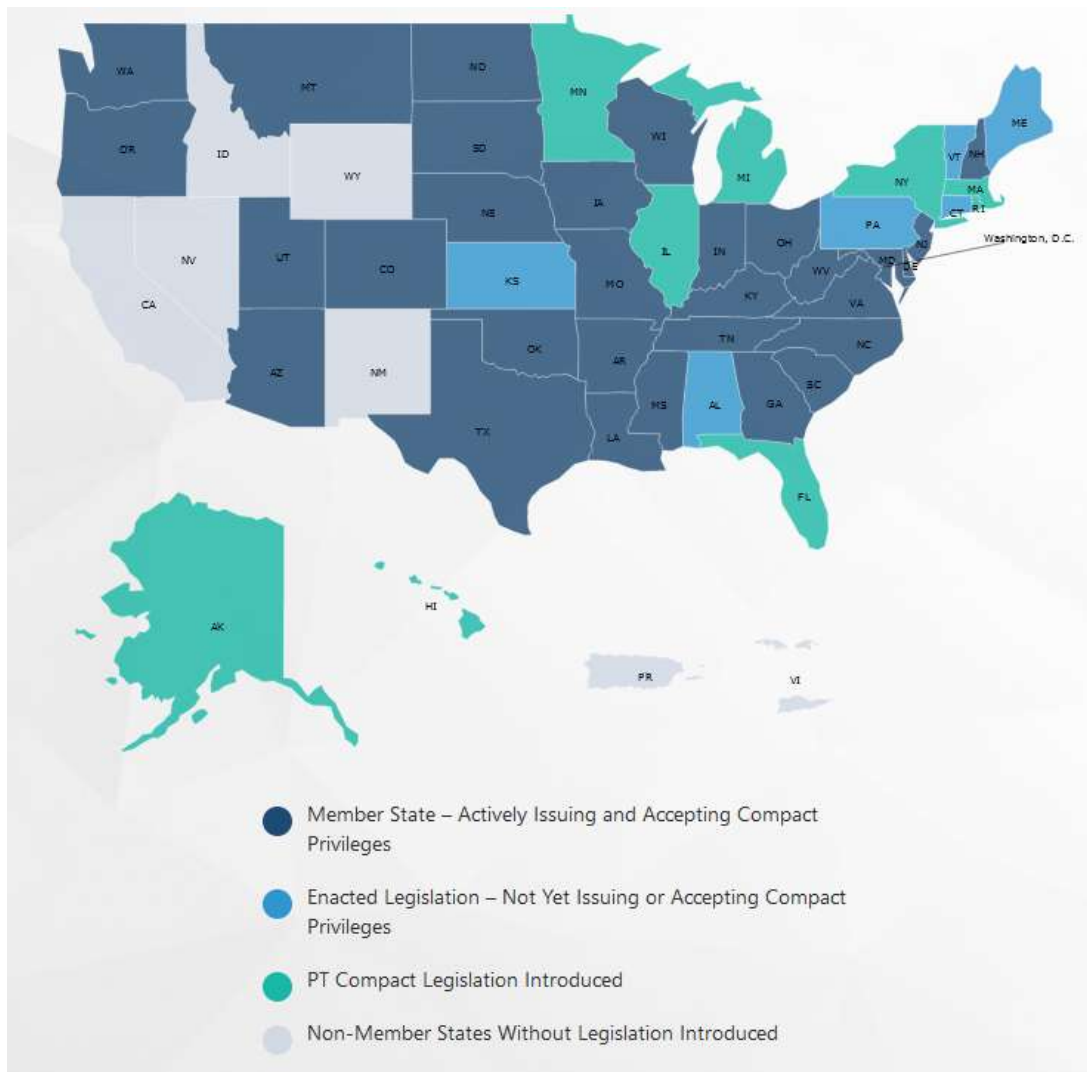 WA
MT
ND
MN
ME
OR
ID
SD
WI
VT
NH
WY
MI
NY
MA
NE
IA
CT
RI
PA
NV
UT
CO
KS
IL
IN
OH
NJ
Washington, D.C.
MD
DE
WV
CA
MO
KY
VA
AZ
NM
OK
AR
TN
NC
SC
TX
LA
MS
AL
GA
FL
AK
HI
PR
VI
Member State – Actively Issuing and Accepting Compact
Privileges
Enacted Legislation – Not Yet Issuing or Accepting Compact
Privileges
PT Compact Legislation Introduced
Non-Member States Without Legislation Introduced